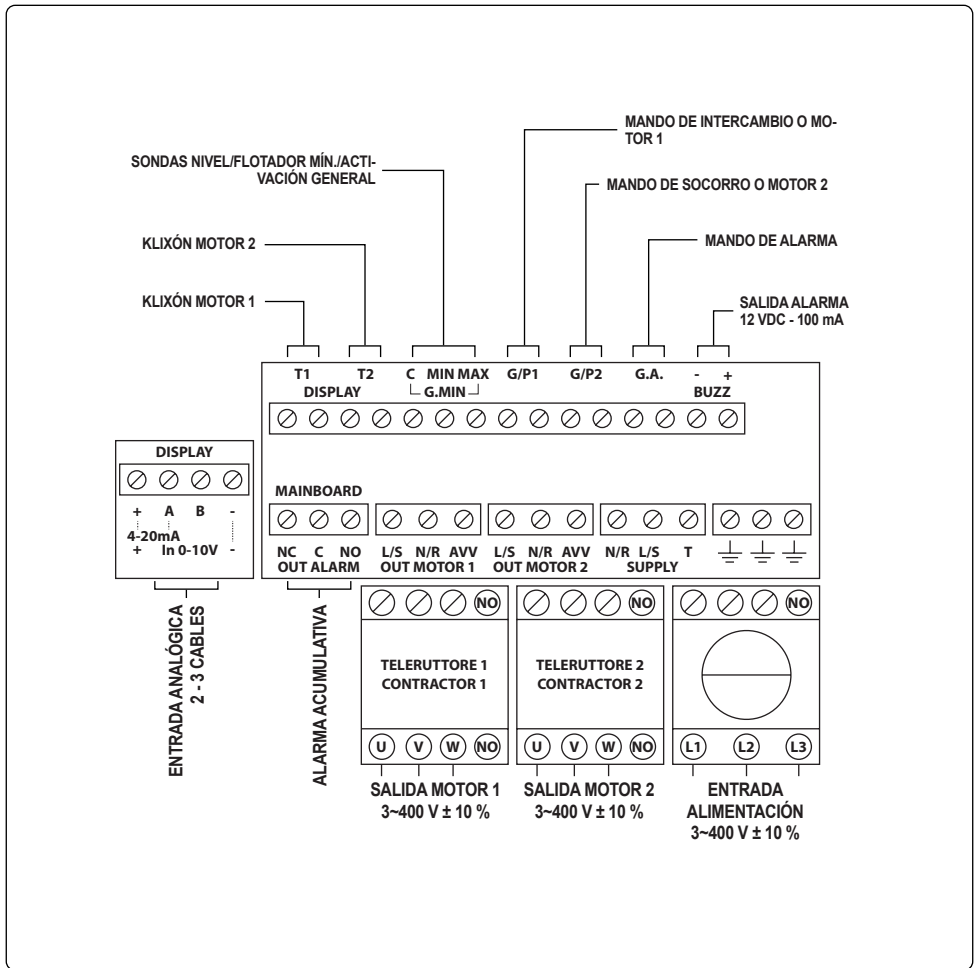 MANDO DE INTERCAMBIO O MO-
TOR 1
SONDAS NIVEL/FLOTADOR MÍN./ACTI-
VACIÓN GENERAL
MANDO DE SOCORRO O MOTOR 2
KLIXÓN MOTOR 2
MANDO DE ALARMA
KLIXÓN MOTOR 1
SALIDA ALARMA
12 VDC - 100 mA
T1 T2 C MIN MAX G/P1 G/P2 G.A. - +
DISPLAY G.MIN BUZZ
DISPLAY
+ A B -
4-20mA
+ In 0-10V -
ENTRADA ANALÓGICA
2 - 3 CABLES
MAINBOARD
NC C NO L/S N/R AVV L/S N/R AVV N/R L/S T
OUT ALARM OUT MOTOR 1 OUT MOTOR 2 SUPPLY
ALARMA ACUMULATIVA
NO NO NO
TELERUTTORE 1
CONTRACTOR 1
TELERUTTORE 2
CONTRACTOR 2
U V W NO U V W NO L1 L2 L3
SALIDA MOTOR 1
3~400 V ± 10 %
SALIDA MOTOR 2
3~400 V ± 10 %
ENTRADA
ALIMENTACIÓN
3~400 V ± 10 %